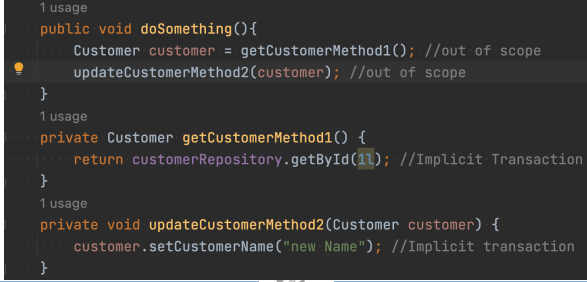 1 usage
public void doSomething(){
Customer customer = getCustomerMethod1(); //out of scope
updateCustomerMethod2(customer); //out of scope
}
1 usage
private Customer getCustomerMethod1() {
return customerRepository.getById(1l); //Implicit Transaction
}
1 usage
private void updateCustomerMethod2(Customer customer) {
customer.setCustomerName("new Name"); //Implicit transaction
}